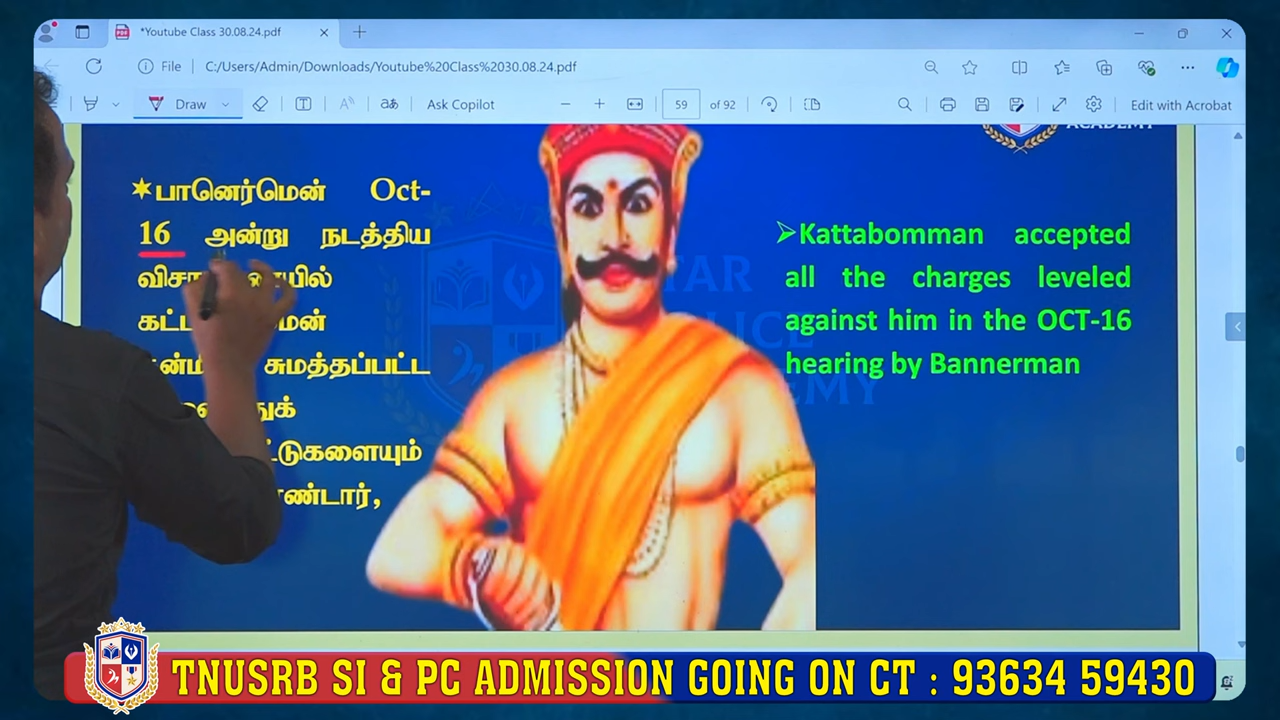 *Youtube Class 30.08.24.pdf
File C:/Users/Admin/Downloads/Youtube%20Class%2030.08.24.pdf
Draw aあ Ask Copilot 59 of 92 Edit with Acrobat
ACADEMY
பானெர்மென் Oct-
16 அன்று நடத்திய
சுமத்தப்பட்ட
Kattabomman accepted
all the charges leveled
against him in the OCT-16
hearing by Bannerman
TNUSRB SI & PC ADMISSION GOING ON CT : 93634 59430